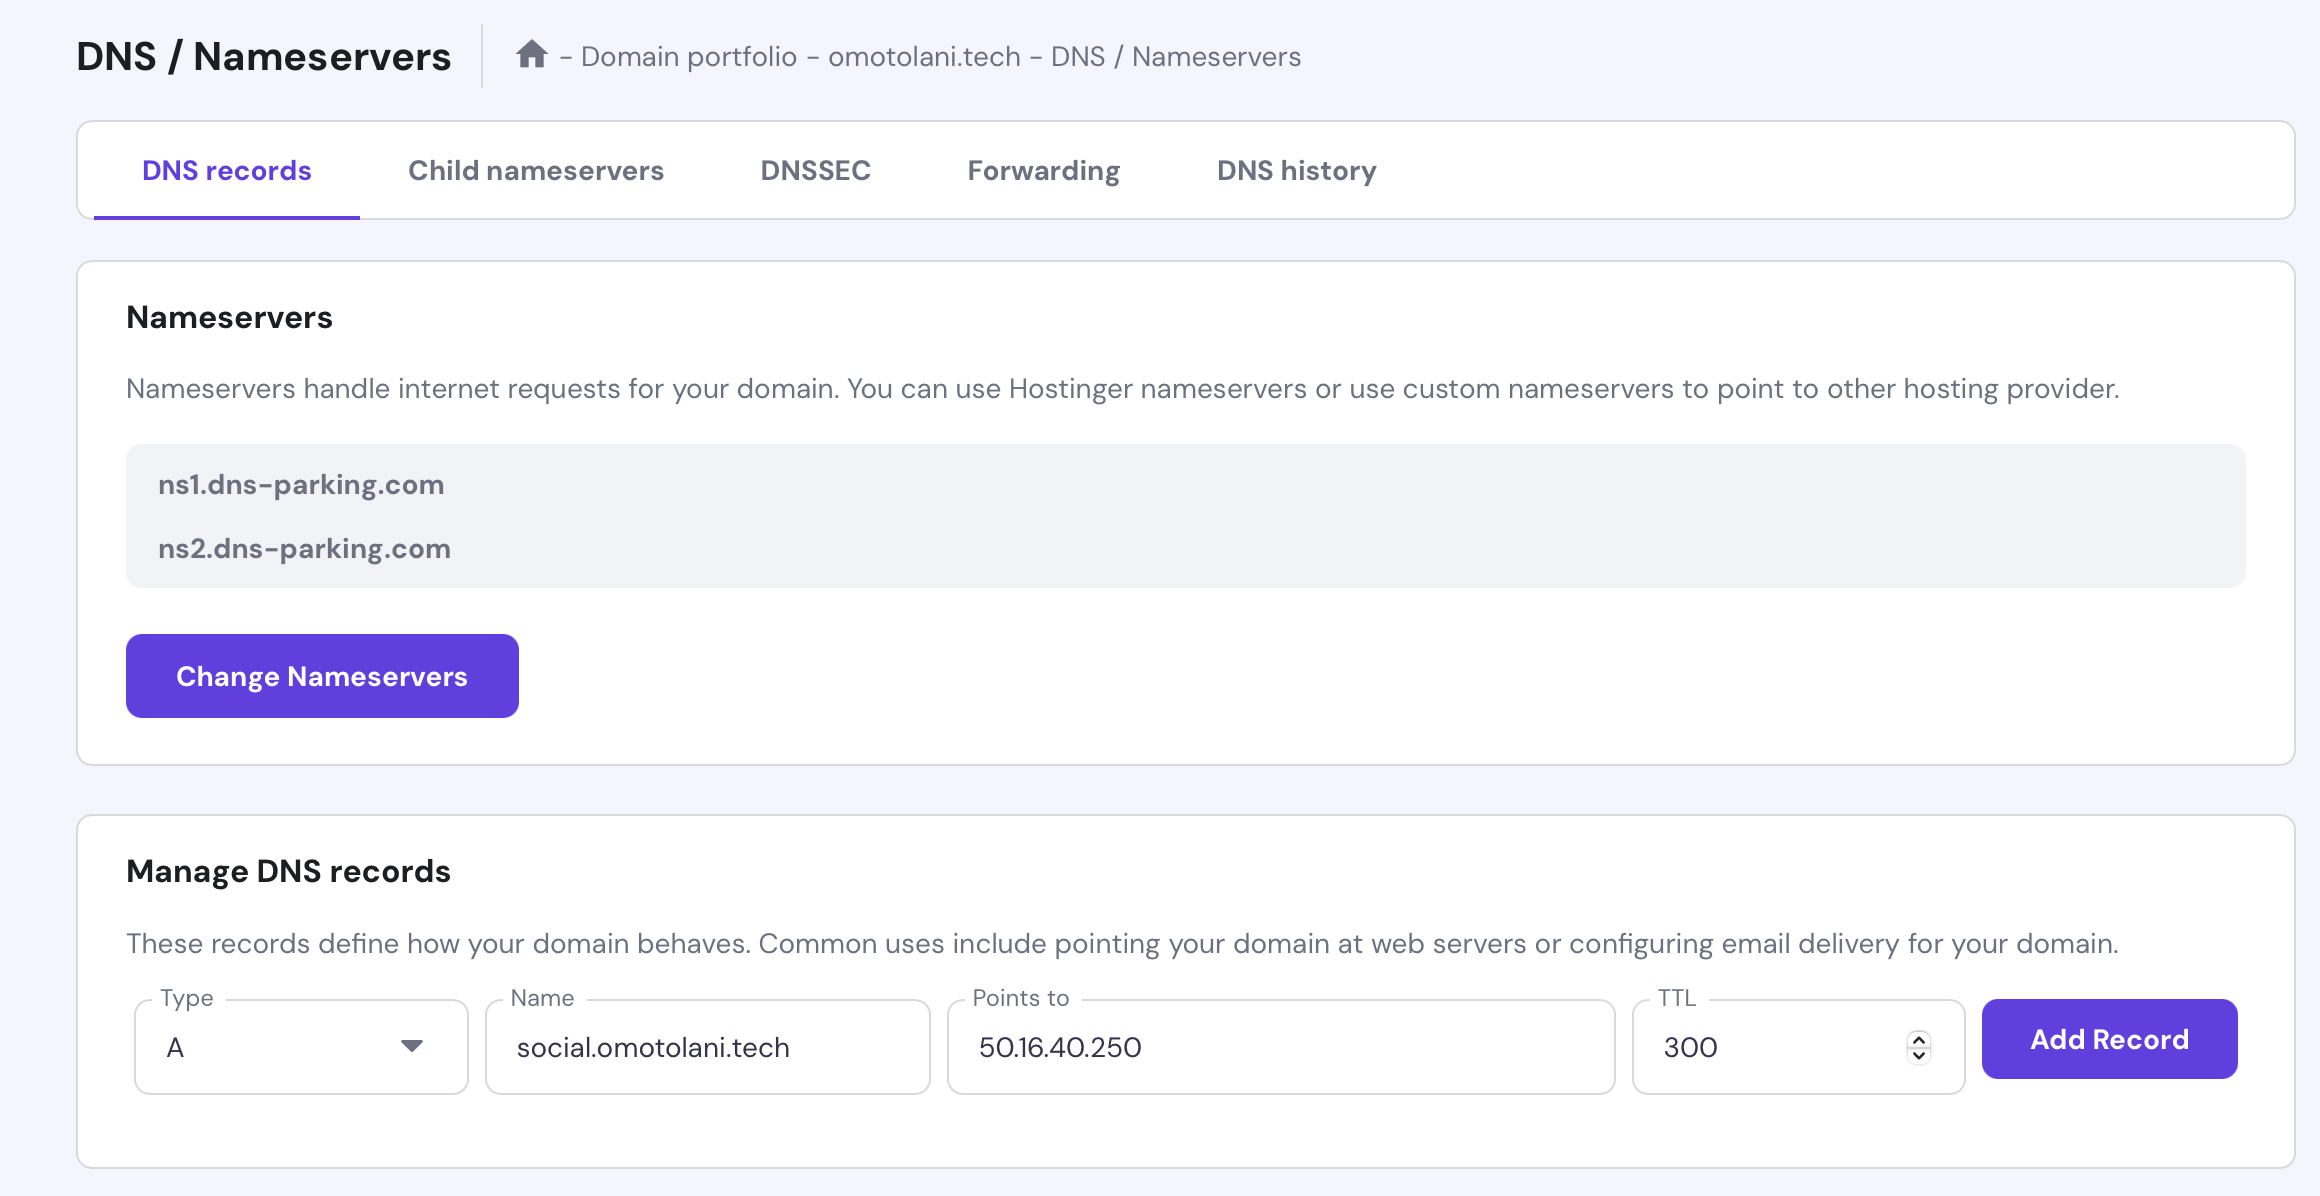 DNS / Nameservers
- Domain portfolio - omotolani.tech - DNS / Nameservers
DNS records
Child nameservers
DNSSEC
Forwarding
DNS history
Nameservers
Nameservers handle internet requests for your domain. You can use Hostinger nameservers or use custom nameservers to point to other hosting provider.
ns1.dns-parking.com
ns2.dns-parking.com
Change Nameservers
Manage DNS records
These records define how your domain behaves. Common uses include pointing your domain at web servers or configuring email delivery for your domain.
Type
A
Name
social.omotolani.tech
Points to
50.16.40.250
TTL
300
Add Record